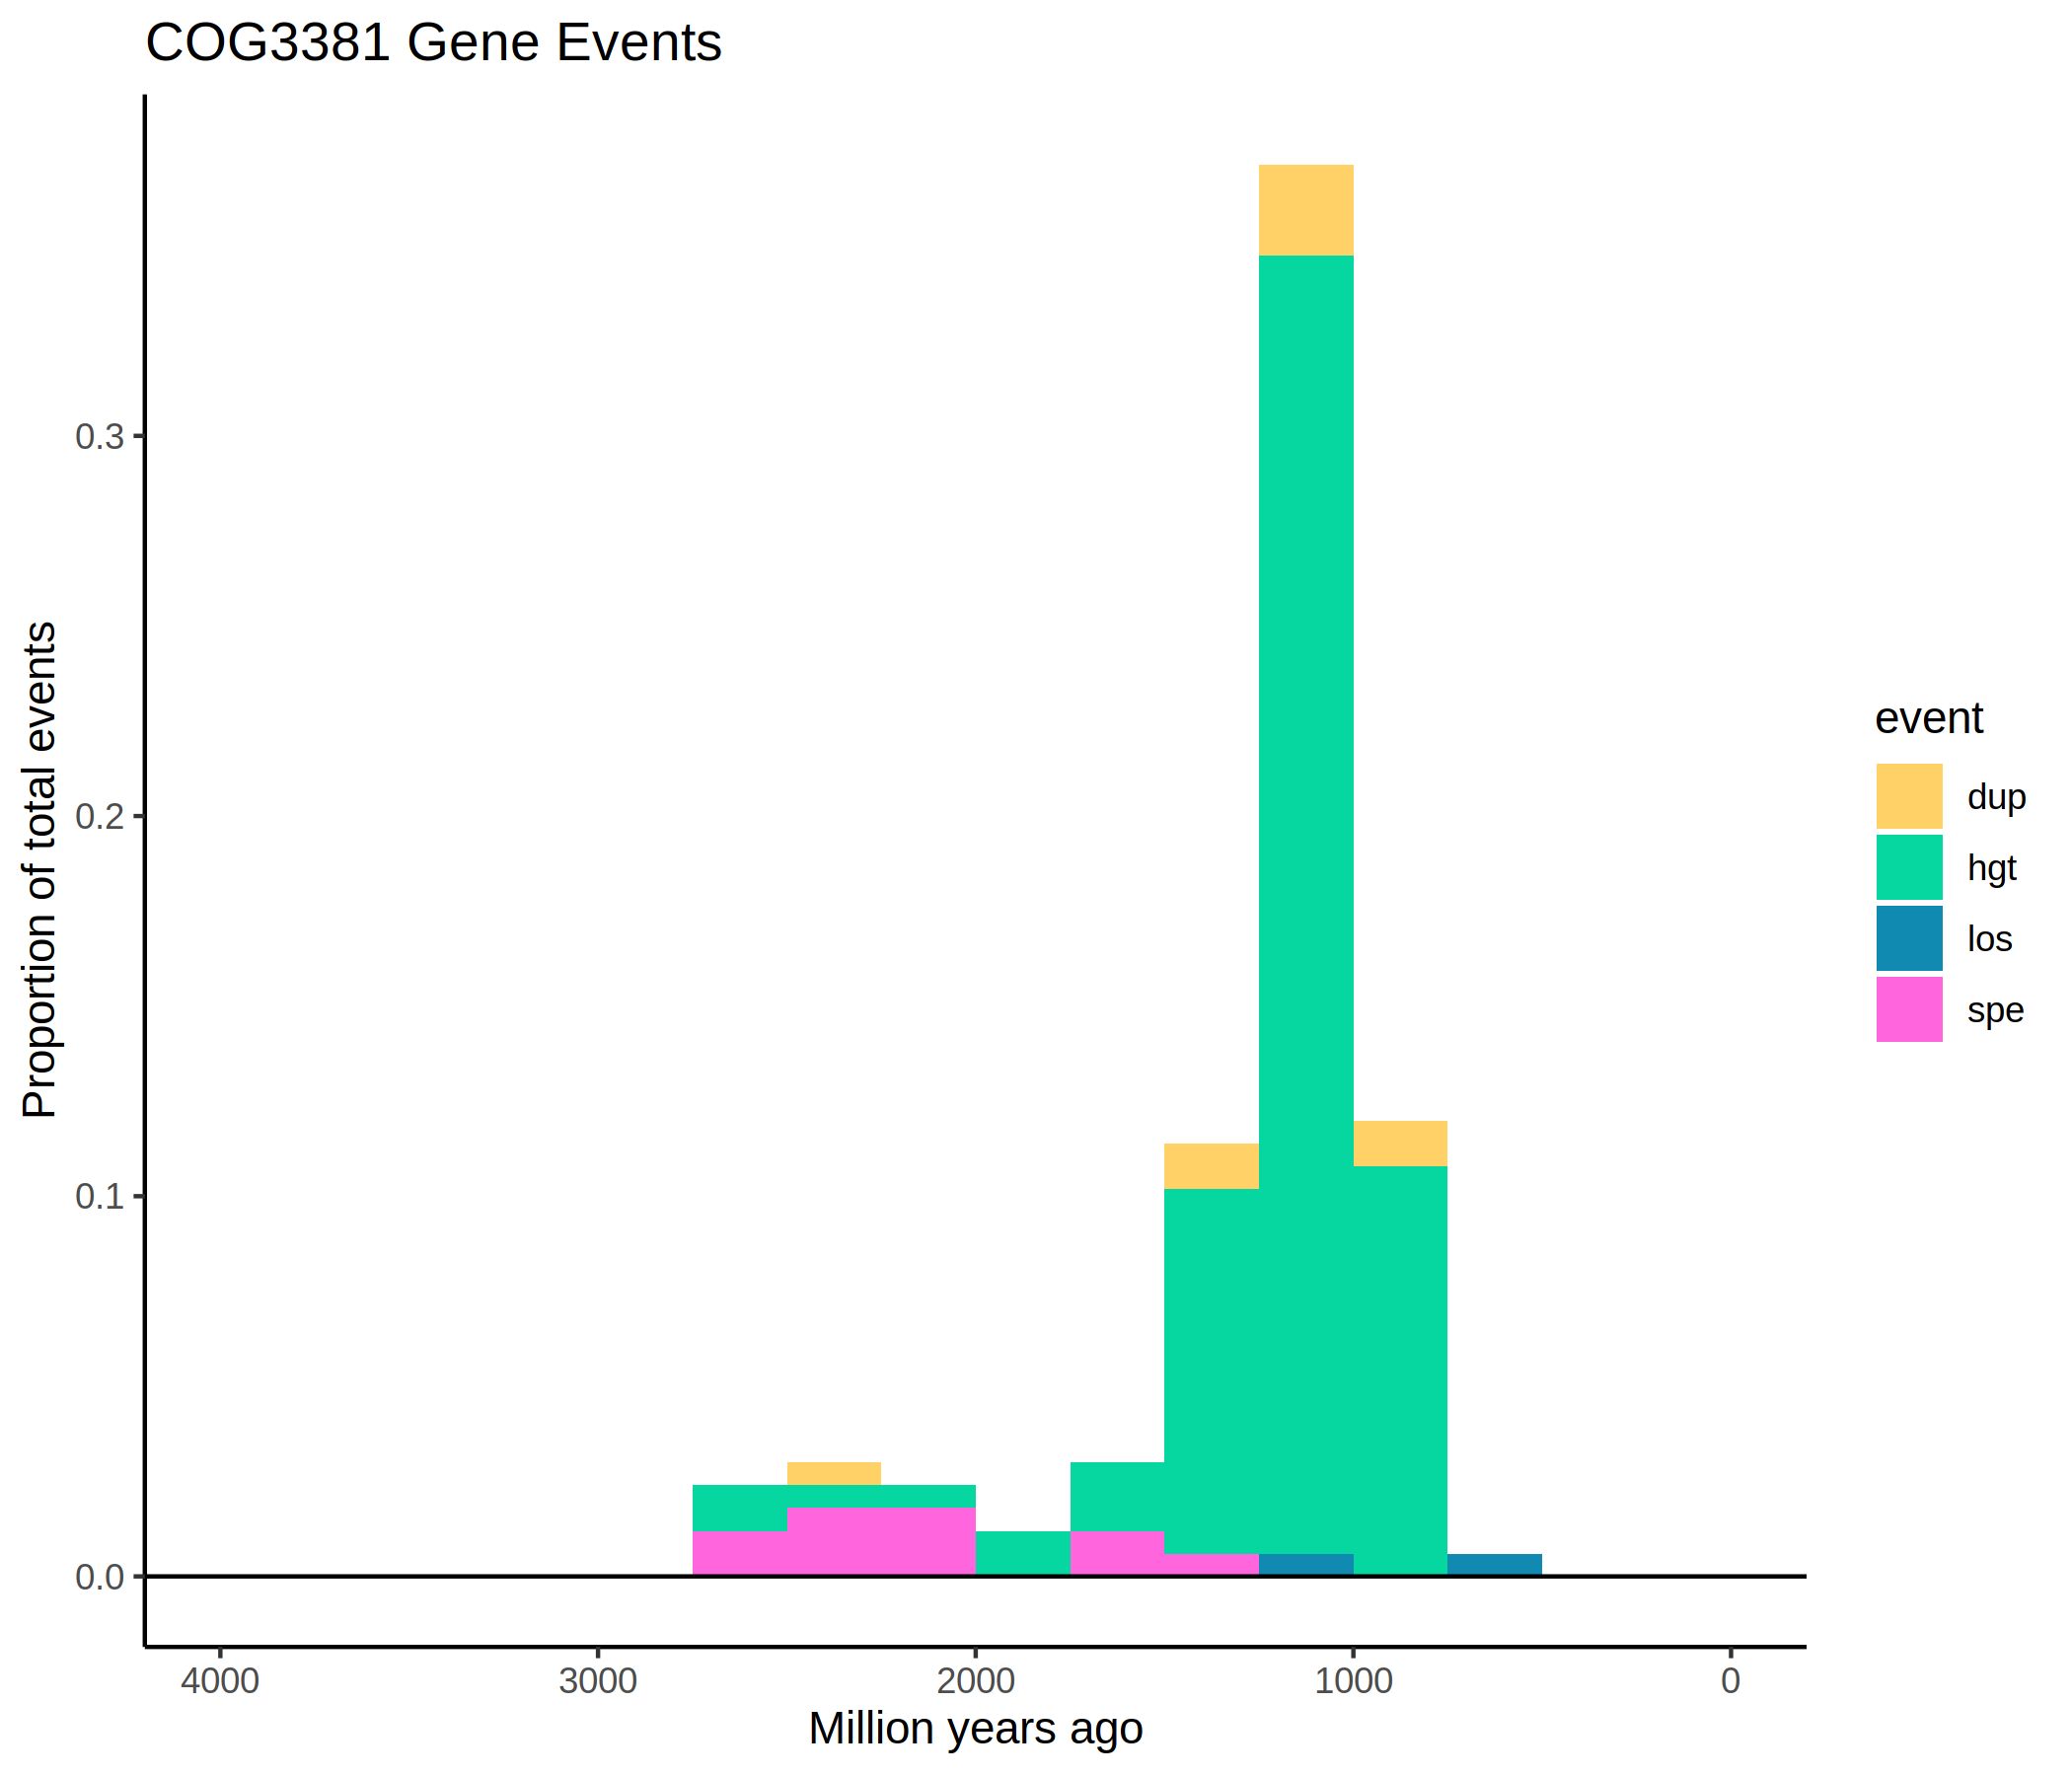 COG3381 Gene Events
Proportion of total events
0.3
0.2
0.1
0.0
4000 3000 2000 1000 0
Million years ago
event
dup
hgt
los
spe